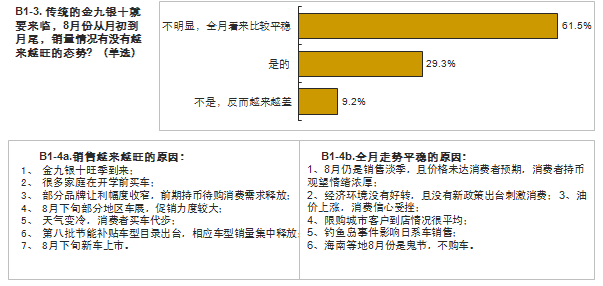 B1-3. 传统的金九银十就
要来临，8月份从月初到
月尾，销量情况有没有越
来越旺的态势？（单选）
不明显，全月看来比较平稳 61.5%
是的 29.3%
不是，反而越来越差 9.2%
B1-4a.销售越来越旺的原因：
1、 金九银十旺季到来；
2、 很多家庭在开学前买车；
3、 部分品牌让利幅度收窄，前期持币待购消费需求释放；
4、 8月下旬部分地区车展，促销力度较大；
5、 天气变冷，消费者买车代步；
6、 第八批节能补贴车型目录出台，相应车型销量集中释放；
7、 8月下旬新车上市。
B1-4b.全月走势平稳的原因：
1、8月仍是销售淡季，且价格未达消费者预期，消费者持币
观望情绪浓厚；
2、经济环境没有好转，且没有新政策出台刺激消费； 3、油
价上涨，消费信心受挫；
4、限购城市客户到店情况很平均；
5、钓鱼岛事件影响日系车销售；
6、海南等地8月份是鬼节，不购车。